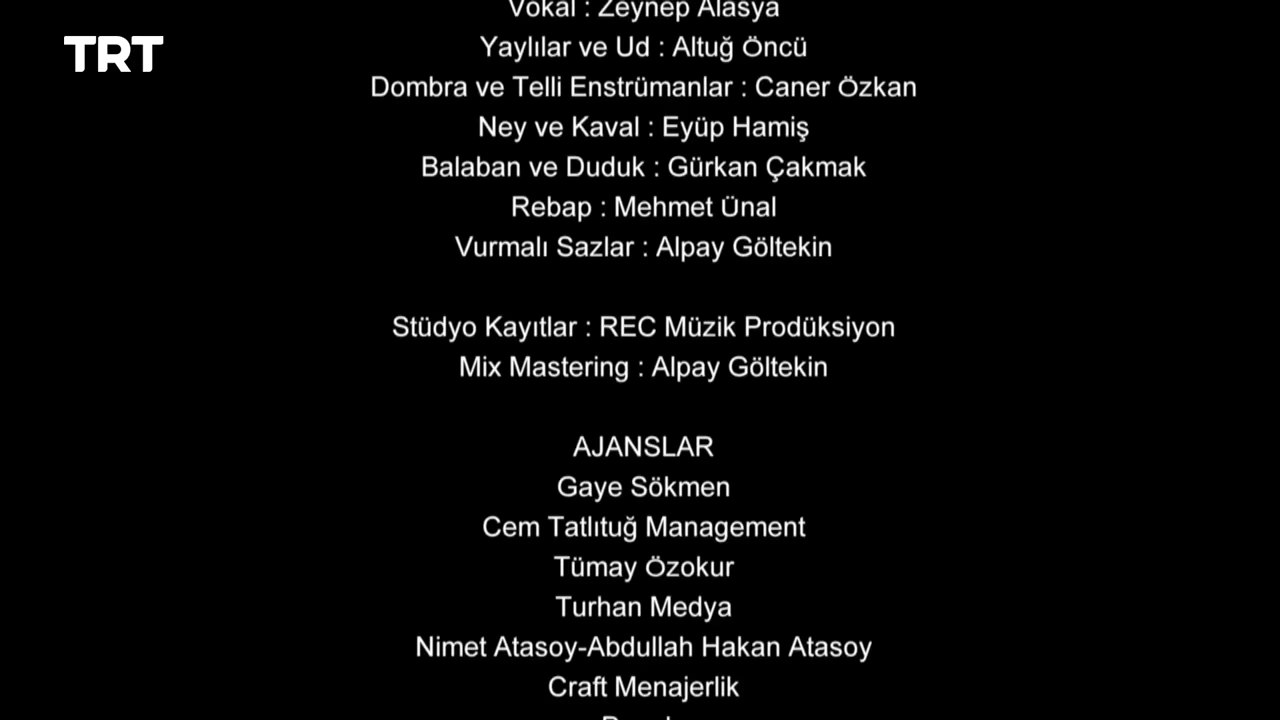 Vokal : Zeynep Alasya
TRT
Yaylılar ve Ud : Altuğ Öncü
Dombra ve Telli Enstrümanlar : Caner Özkan
Ney ve Kaval : Eyüp Hamiş
Balaban ve Duduk : Gürkan Çakmak
Rebap : Mehmet Ünal
Vurmalı Sazlar : Alpay Göltekin
Stüdyo Kayıtlar : REC Müzik Prodüksiyon
Mix Mastering : Alpay Göltekin
AJANSLAR
Gaye Sökmen
Cem Tatlıtuğ Management
Tümay Özokur
Turhan Medya
Nimet Atasoy-Abdullah Hakan Atasoy
Craft Menajerlik